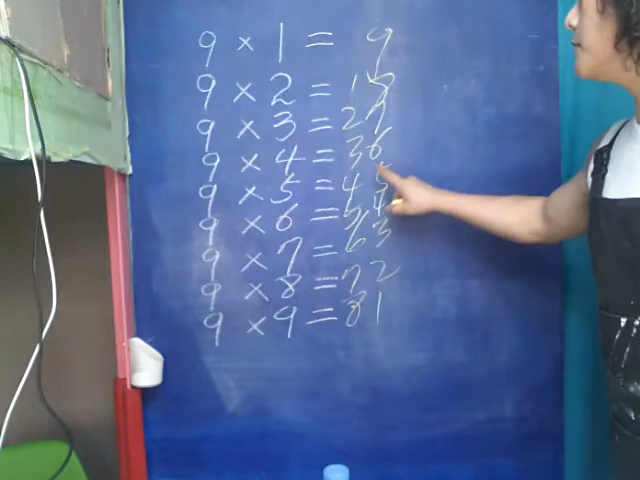 9 × 1 = 9
9 × 2 = 18
9 × 3 = 27
9 × 4 = 36
9 × 5 = 45
9 × 6 = 54
9 × 7 = 63
9 × 8 = 72
9 × 9 = 81